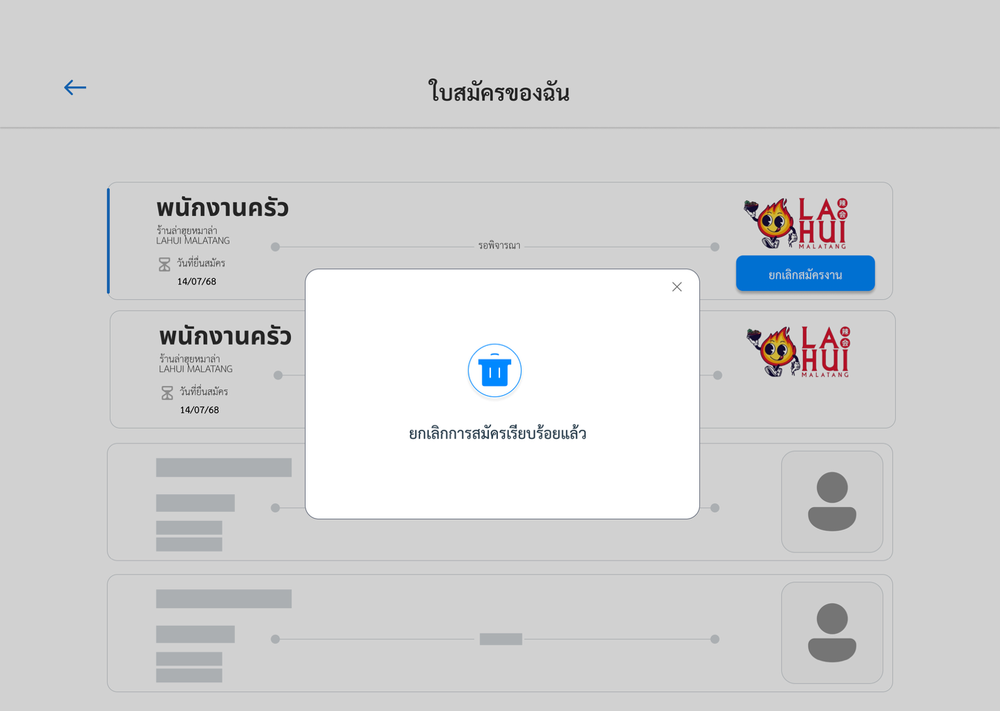 ใบสมัครของฉัน
พนักงานครัว
ร้านล่าฮุยหมาล่า
LAHUI MALATANG
วันที่ยื่นสมัคร
14/07/68
รอพิจารณา
LA HUI
辣会
MALATANG
ยกเลิกสมัครงาน
พนักงานครัว
ร้านล่าฮุยหมาล่า
LAHUI MALATANG
วันที่ยื่นสมัคร
14/07/68
LA HUI
辣会
MALATANG
ยกเลิกการสมัครเรียบร้อยแล้ว